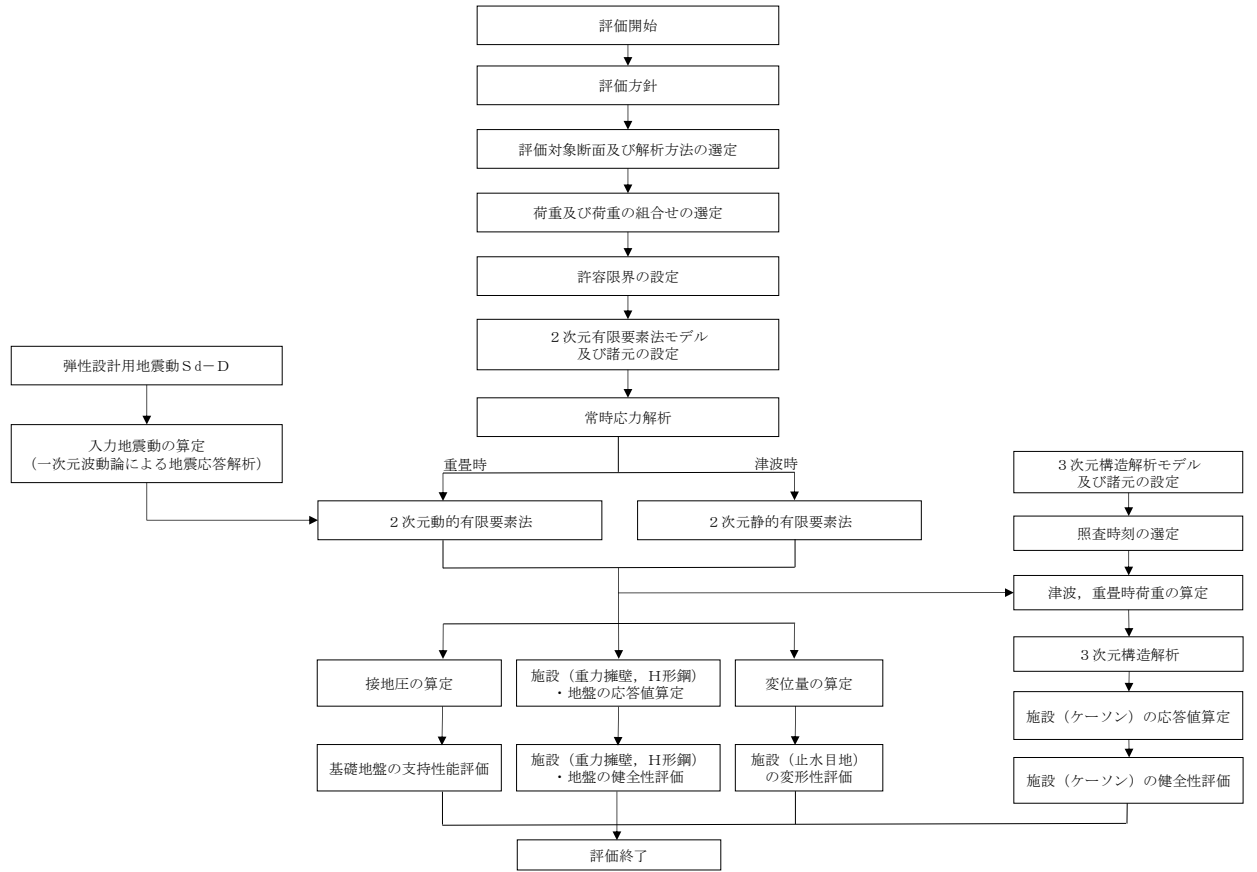 評価開始
評価方針
評価対象断面及び解析方法の選定
荷重及び荷重の組合せの選定
許容限界の設定
２次元有限要素法モデル
及び諸元の設定
弾性設計用地震動Ｓｄ－Ｄ
常時応力解析
入力地震動の算定
（一次元波動論による地震応答解析）
重畳時
津波時
３次元構造解析モデル
及び諸元の設定
２次元動的有限要素法
２次元静的有限要素法
照査時刻の選定
津波，重畳時荷重の算定
３次元構造解析
接地圧の算定
施設（重力擁壁，Ｈ形鋼）
・地盤の応答値算定
変位量の算定
施設（ケーソン）の応答値算定
基礎地盤の支持性能評価
施設（重力擁壁，Ｈ形鋼）
・地盤の健全性評価
施設（止水目地）
の変形性評価
施設（ケーソン）の健全性評価
評価終了